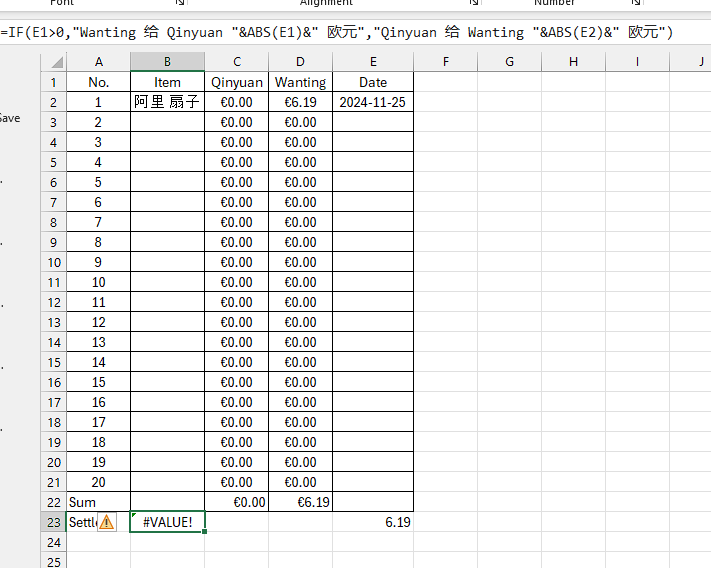 Font Alignment Number
=IF(E1>0,"Wanting 给 Qinyuan "&ABS(E1)&" 欧元","Qinyuan 给 Wanting "&ABS(E2)&" 欧元")
A B C D E F G H I J
1 No. Item Qinyuan Wanting Date
2 1 阿里 扇子 €0.00 €6.19 2024-11-25
3 2 €0.00 €0.00
4 3 €0.00 €0.00
5 4 €0.00 €0.00
6 5 €0.00 €0.00
7 6 €0.00 €0.00
8 7 €0.00 €0.00
9 8 €0.00 €0.00
10 9 €0.00 €0.00
11 10 €0.00 €0.00
12 11 €0.00 €0.00
13 12 €0.00 €0.00
14 13 €0.00 €0.00
15 14 €0.00 €0.00
16 15 €0.00 €0.00
17 16 €0.00 €0.00
18 17 €0.00 €0.00
19 18 €0.00 €0.00
20 19 €0.00 €0.00
21 20 €0.00 €0.00
22 Sum €0.00 €6.19
23 Settl #VALUE! 6.19
24
25